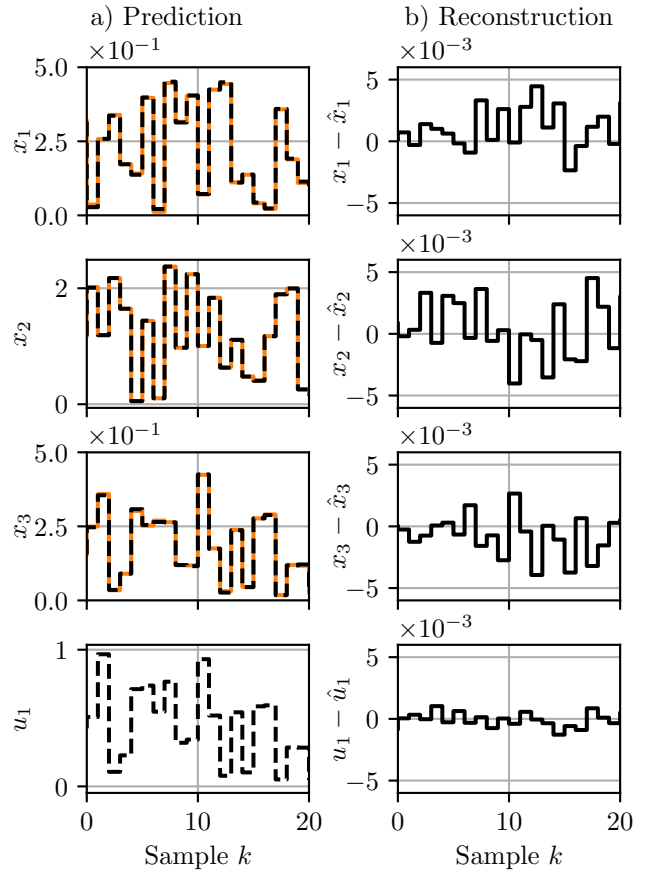 a) Prediction
b) Reconstruction
×10⁻¹
×10⁻³
5.0
2.5
0.0
x₁
5
0
−5
x₁ − x̂₁
×10⁻³
2
0
x₂
5
0
−5
x₂ − x̂₂
×10⁻¹
×10⁻³
5.0
2.5
0.0
x₃
5
0
−5
x₃ − x̂₃
×10⁻³
1
0
u₁
5
0
−5
u₁ − û₁
0 10 20
0 10 20
Sample k
Sample k